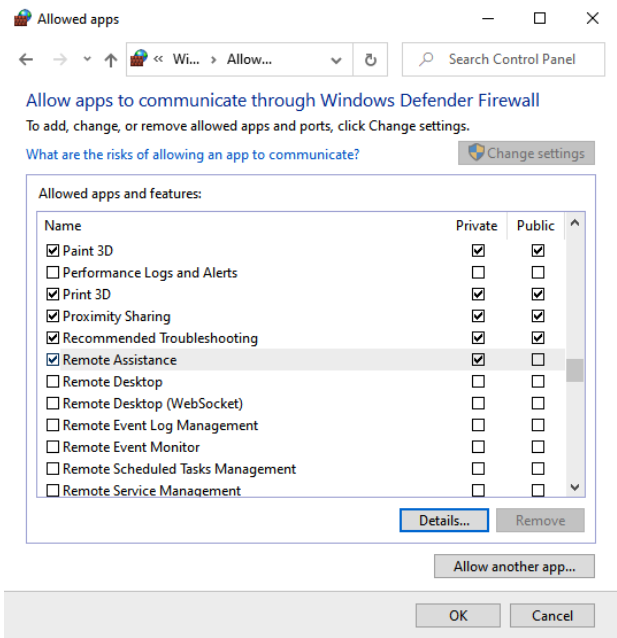 Allowed apps
« Wi... › Allow...
Search Control Panel
Allow apps to communicate through Windows Defender Firewall
To add, change, or remove allowed apps and ports, click Change settings.
What are the risks of allowing an app to communicate?
Change settings
Allowed apps and features:
Name Private Public
Paint 3D
Performance Logs and Alerts
Print 3D
Proximity Sharing
Recommended Troubleshooting
Remote Assistance
Remote Desktop
Remote Desktop (WebSocket)
Remote Event Log Management
Remote Event Monitor
Remote Scheduled Tasks Management
Remote Service Management
Details... Remove
Allow another app...
OK Cancel